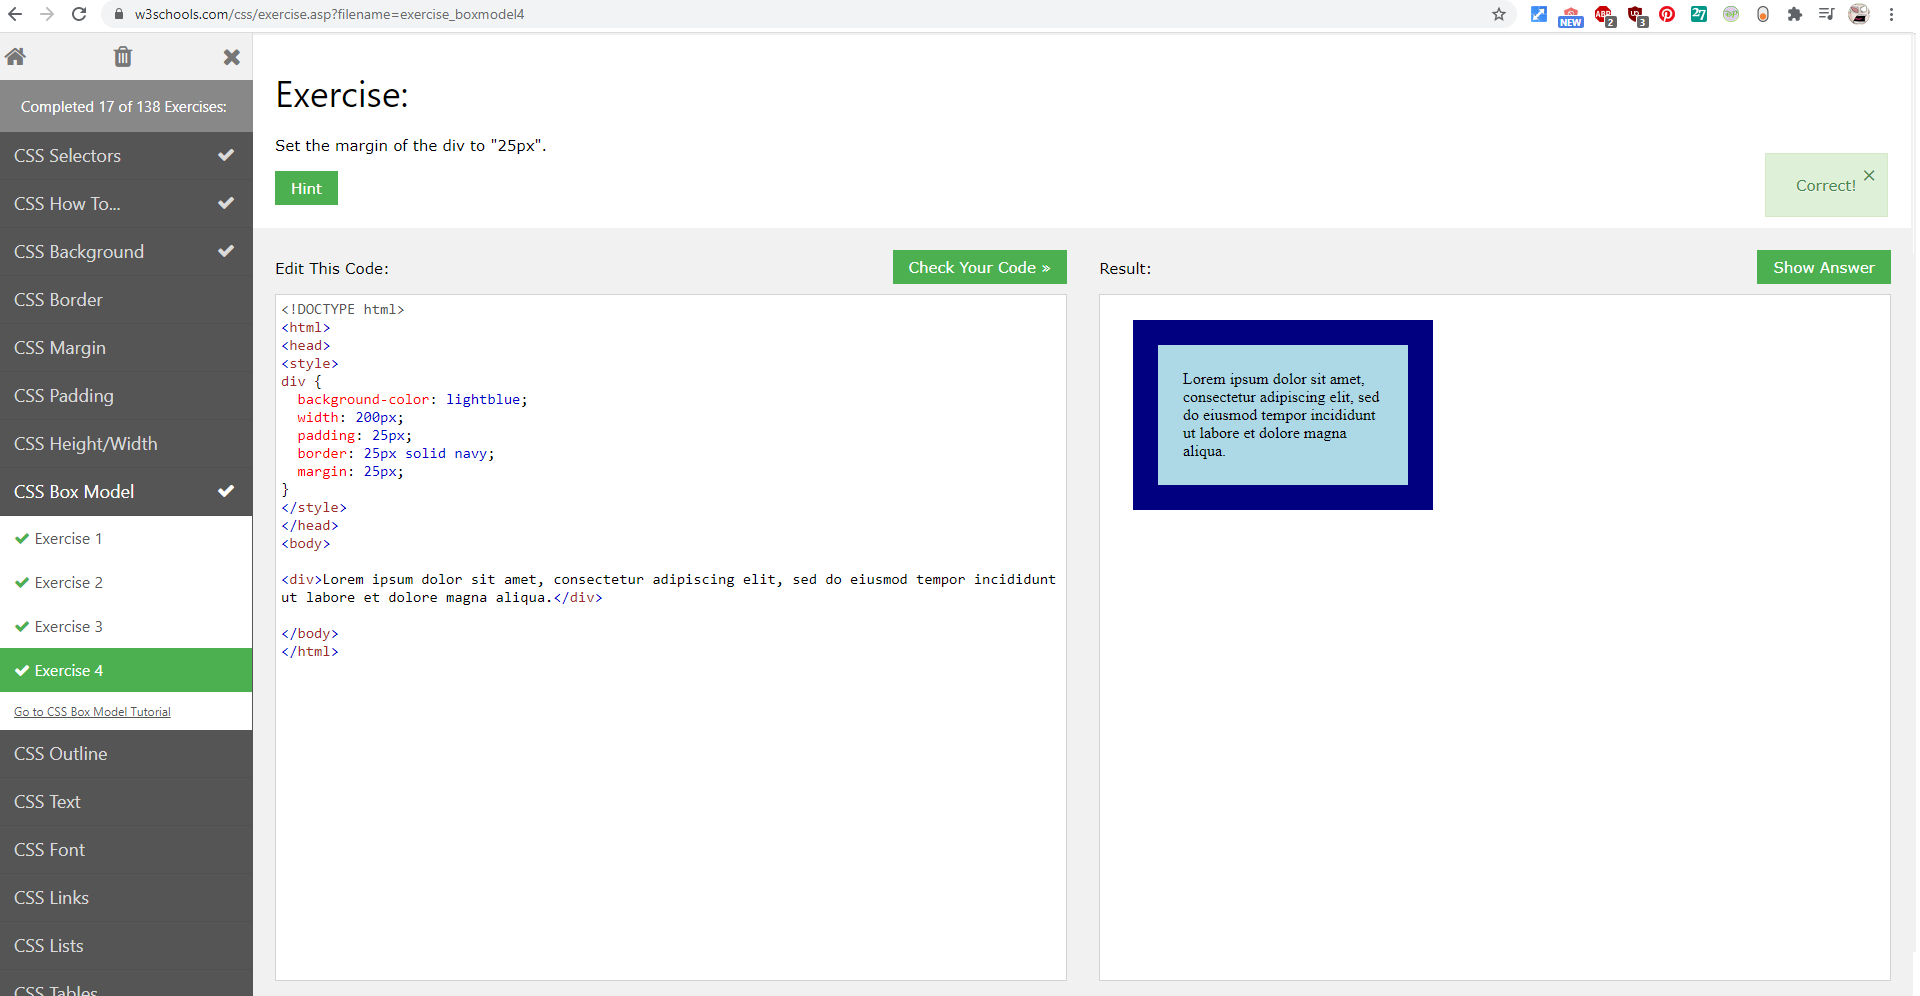 w3schools.com/css/exercise.asp?filename=exercise_boxmodel4
NEW
ABP
2
3
27
Completed 17 of 138 Exercises:
CSS Selectors
CSS How To...
CSS Background
CSS Border
CSS Margin
CSS Padding
CSS Height/Width
CSS Box Model
Exercise 1
Exercise 2
Exercise 3
Exercise 4
Go to CSS Box Model Tutorial
CSS Outline
CSS Text
CSS Font
CSS Links
CSS Lists
CSS Tables
Exercise:
Set the margin of the div to "25px".
Hint
Correct!
×
Edit This Code:
Check Your Code »
<!DOCTYPE html>
<html>
<head>
<style>
div {
  background-color: lightblue;
  width: 200px;
  padding: 25px;
  border: 25px solid navy;
  margin: 25px;
}
</style>
</head>
<body>
<div>Lorem ipsum dolor sit amet, consectetur adipiscing elit, sed do eiusmod tempor incididunt
ut labore et dolore magna aliqua.</div>
</body>
</html>
Result:
Show Answer
Lorem ipsum dolor sit amet,
consectetur adipiscing elit, sed
do eiusmod tempor incididunt
ut labore et dolore magna
aliqua.